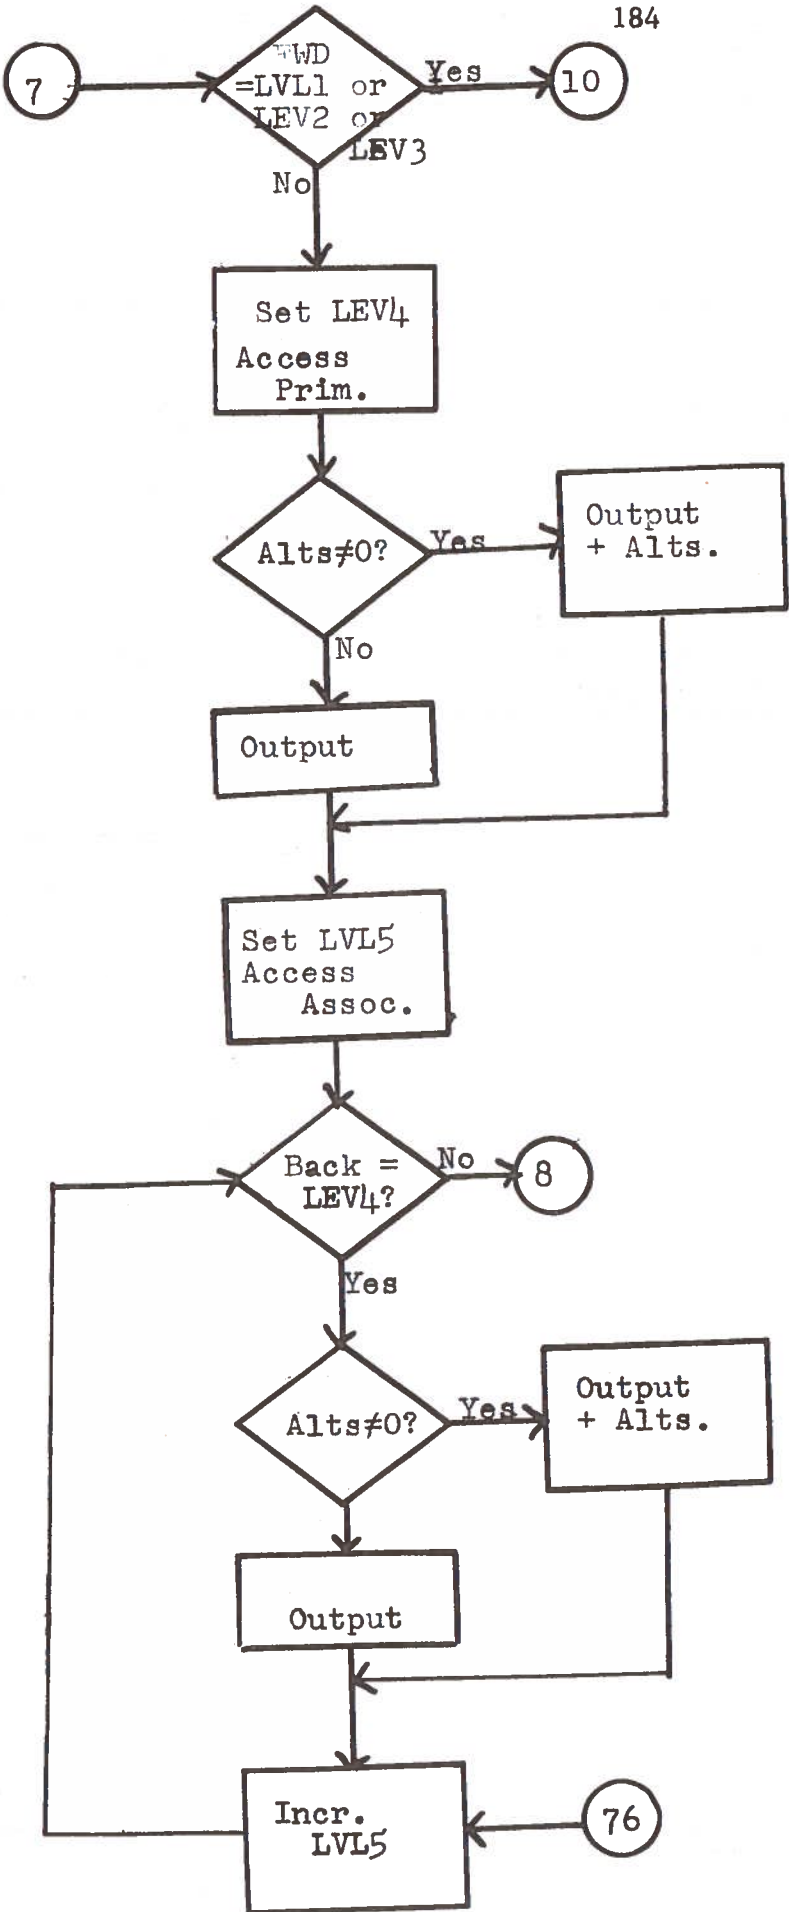 184
7
FWD
=LVL1 or
LEV2 or
LEV3
Yes
10
No
Set LEV4
Access
Prim.
Alts≠0?
Yes
Output
+ Alts.
No
Output
Set LVL5
Access
Assoc.
Back =
LEV4?
No
8
Yes
Alts≠0?
Yes
Output
+ Alts.
Output
Incr.
LVL5
76